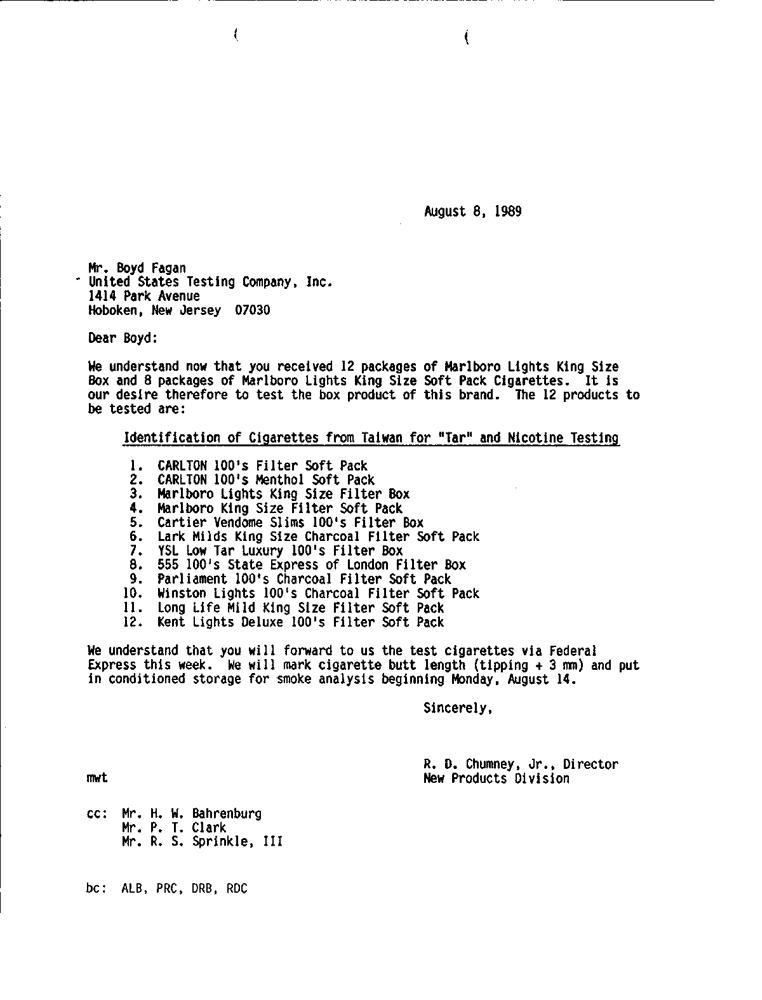 August 8, 1989
Mr. Boyd Fagan
United States Testing Company, Inc.
1414 Park Avenue
Hoboken, New Jersey 07030
Dear Boyd:
We understand now that you received 12 packages of Marlboro Lights King Size
Box and 8 packages of Marlboro Lights King Size Soft Pack Cigarettes. It is
our desire therefore to test the box product of this brand. The 12 products to
be tested are:
Identification of Cigarettes from Taiwan for "Tar" and Nicotine Testing
1. CARLTON 100's Filter Soft Pack
2. CARLTON 100's Menthol Soft Pack
3. Marlboro Lights King Size Filter Box
4. Marlboro King Size Filter Soft Pack
5. Cartier Vendome Slims 100's Filter Box
6. Lark Milds King Size Charcoal Filter Soft Pack
7. YSL Low Tar Luxury 100's Filter Box
8. 555 100's State Express of London Filter Box
9. Parliament 100's Charcoal Filter Soft Pack
10. Winston Lights 100's Charcoal Filter Soft Pack
11. Long Life Mild King Size Filter Soft Pack
12. Kent Lights Deluxe 100's Filter Soft Pack
We understand that you will forward to us the test cigarettes via Federal
Express this week. We will mark cigarette butt length (tipping + 3 mm) and put
in conditioned storage for smoke analysis beginning Monday, August 14.
Sincerely,
R. D. Chumney, Jr., Director
New Products Division
mwt
cc: Mr. H. W. Bahrenburg
Mr. P. T. Clark
Mr. R. S. Sprinkle, III
bc: ALB, PRC, DRB, RDC